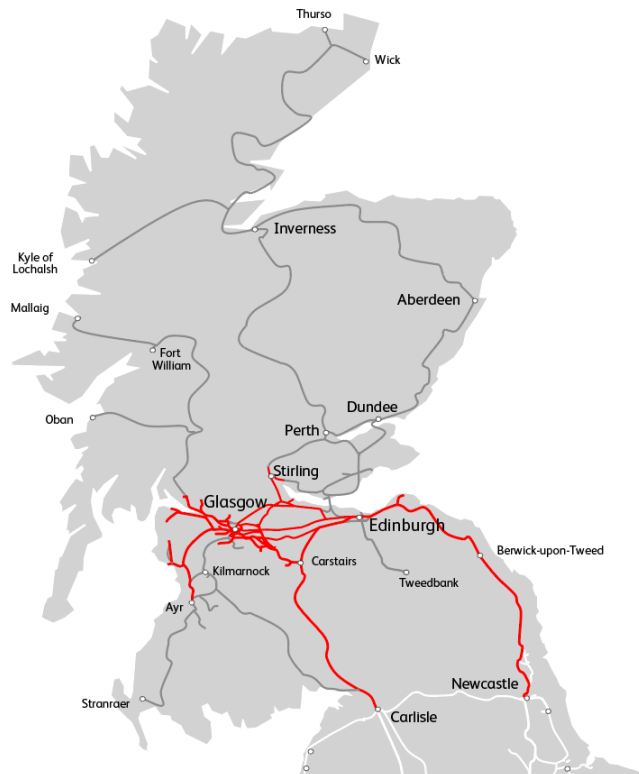 Thurso
Wick
Inverness
Kyle of
Lochalsh
Aberdeen
Mallaig
Fort
William
Dundee
Oban
Perth
Stirling
Glasgow
Edinburgh
Berwick-upon-Tweed
Carstairs
Kilmarnock
Tweedbank
Ayr
Newcastle
Stranraer
Carlisle